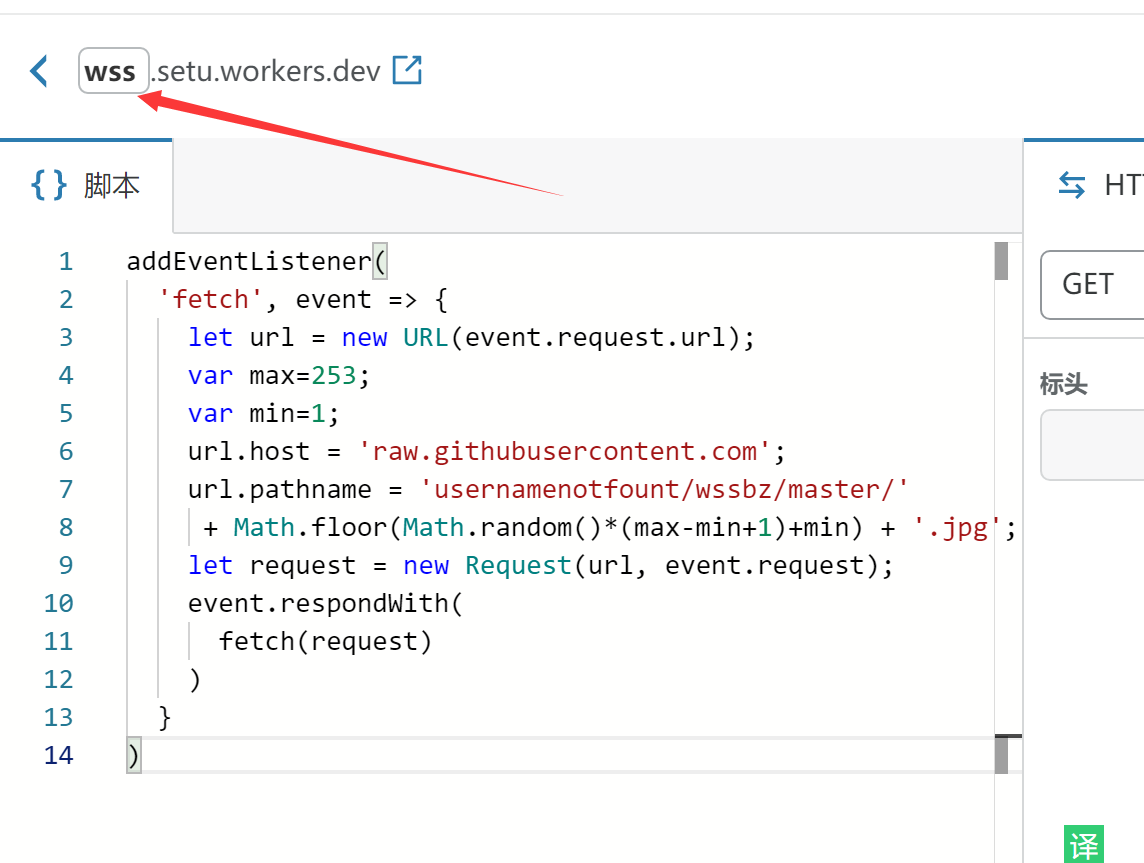 wss.setu.workers.dev
{ } 脚本
HT
1 addEventListener(
2 'fetch', event => {
3 let url = new URL(event.request.url);
4 var max=253;
5 var min=1;
6 url.host = 'raw.githubusercontent.com';
7 url.pathname = 'usernamenotfount/wssbz/master/'
8 + Math.floor(Math.random()*(max-min+1)+min) + '.jpg';
9 let request = new Request(url, event.request);
10 event.respondWith(
11 fetch(request)
12 )
13 }
14 )
GET
标头
译